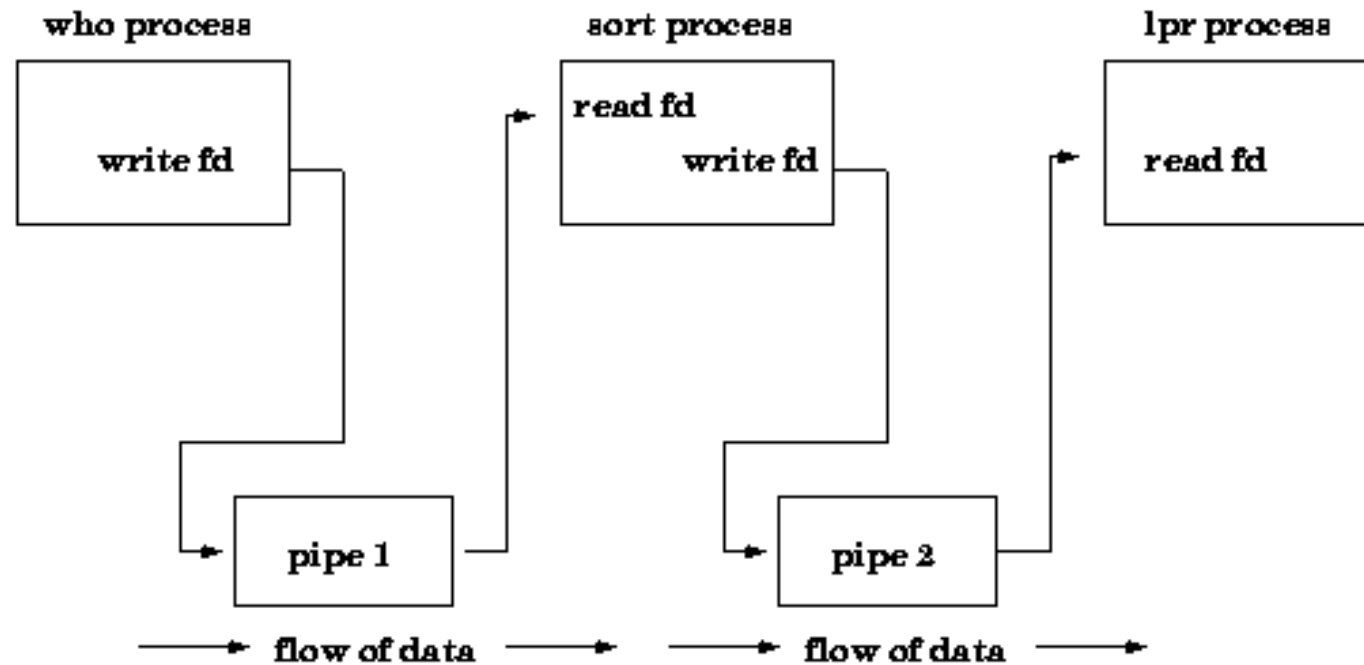 who process
sort process
lpr process
write fd
read fd
write fd
read fd
pipe 1
pipe 2
flow of data
flow of data